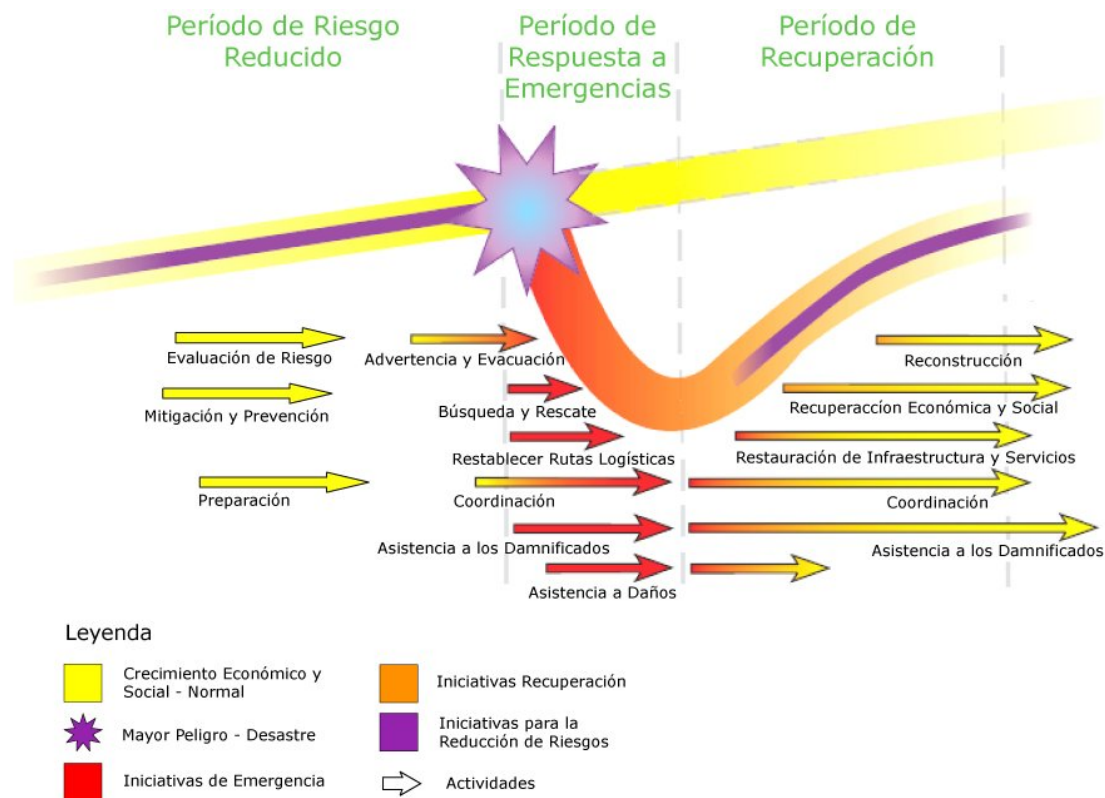 Período de Riesgo
Reducido
Período de
Respuesta a
Emergencias
Período de
Recuperación
Evaluación de Riesgo
Advertencia y Evacuación
Reconstrucción
Mitigación y Prevención
Búsqueda y Rescate
Recuperaccíon Económica y Social
Restablecer Rutas Logísticas
Restauración de Infraestructura y Servicios
Preparación
Coordinación
Coordinación
Asistencia a los Damnificados
Asistencia a los Damnificados
Asistencia a Daños
Leyenda
Crecimiento Económico y
Social - Normal
Mayor Peligro - Desastre
Iniciativas de Emergencia
Iniciativas Recuperación
Iniciativas para la
Reducción de Riesgos
Actividades